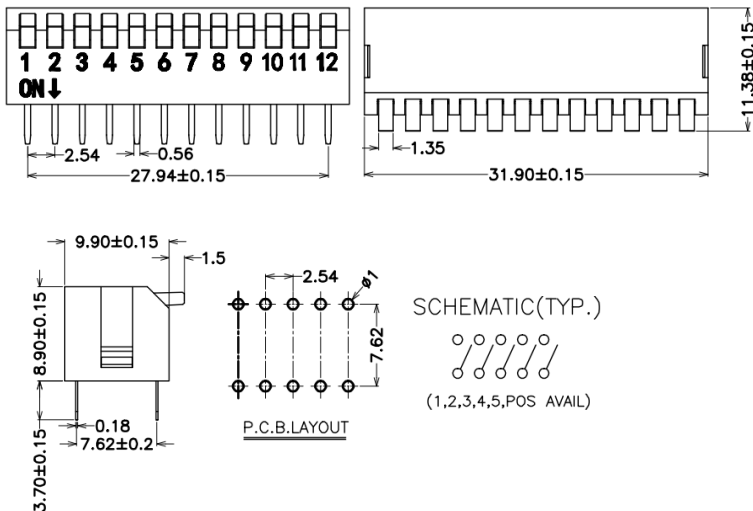 1 2 3 4 5 6 7 8 9 10 11 12
ON↓
2.54
0.56
27.94±0.15
11.38±0.15
1.35
31.90±0.15
9.90±0.15
1.5
8.90±0.15
3.70±0.15
0.18
7.62±0.2
2.54
ø1
7.62
P.C.B.LAYOUT
SCHEMATIC(TYP.)
(1,2,3,4,5,POS AVAIL)